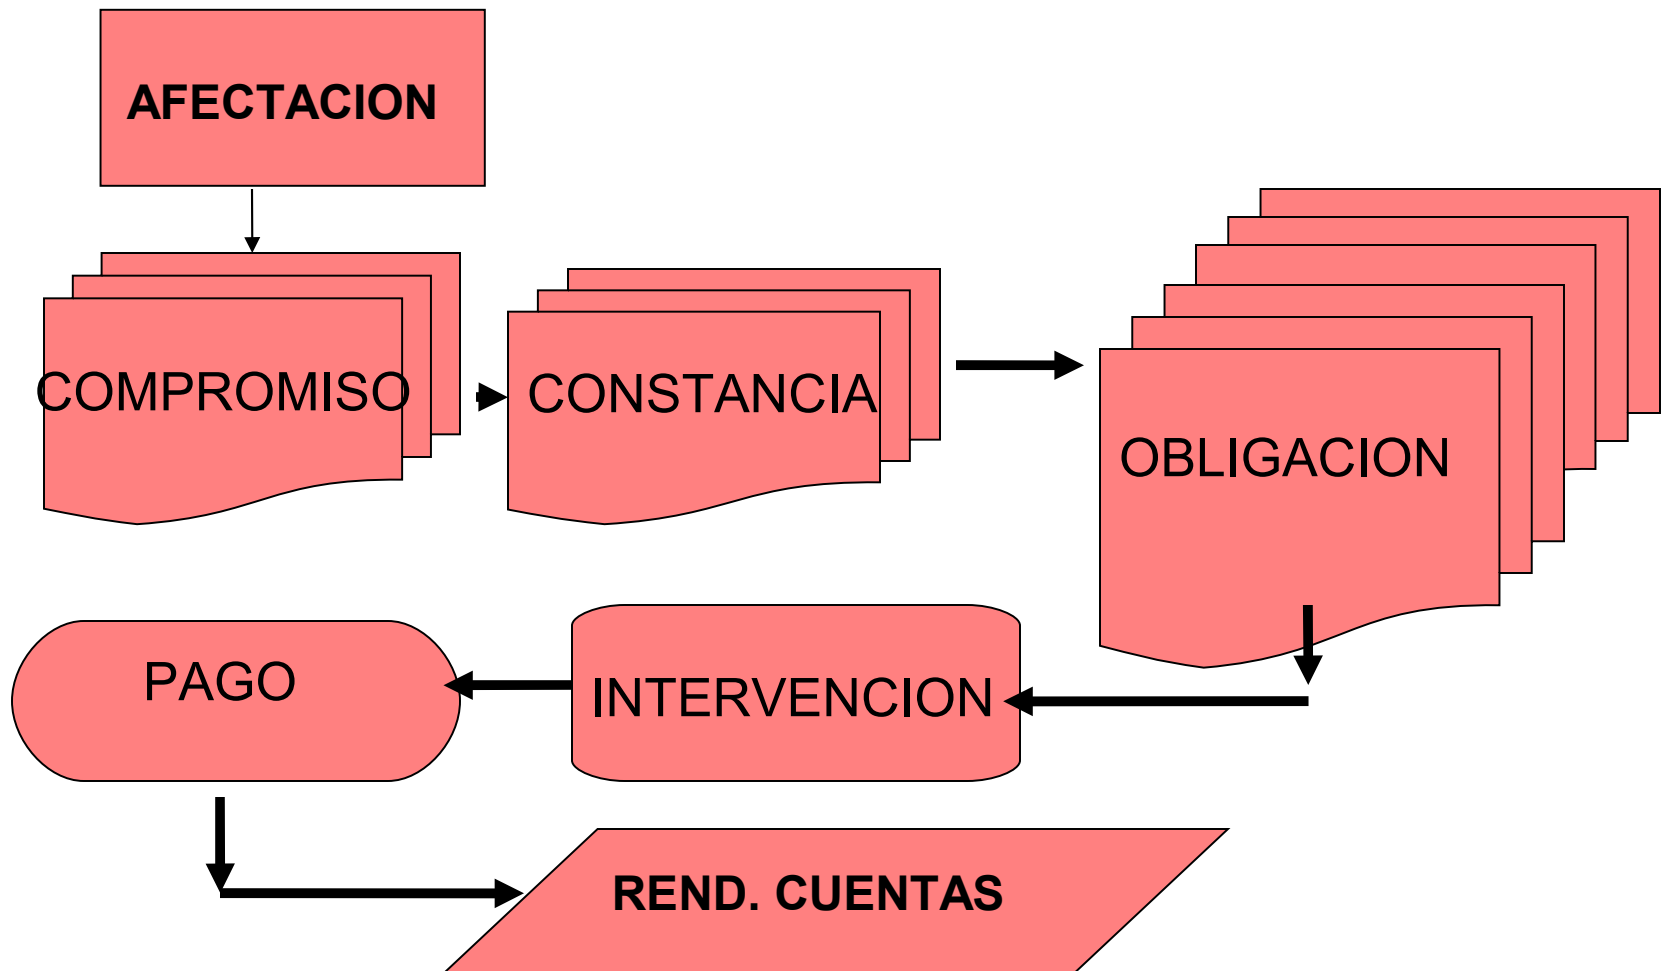 AFECTACION
COMPROMISO
CONSTANCIA
OBLIGACION
INTERVENCION
PAGO
REND. CUENTAS